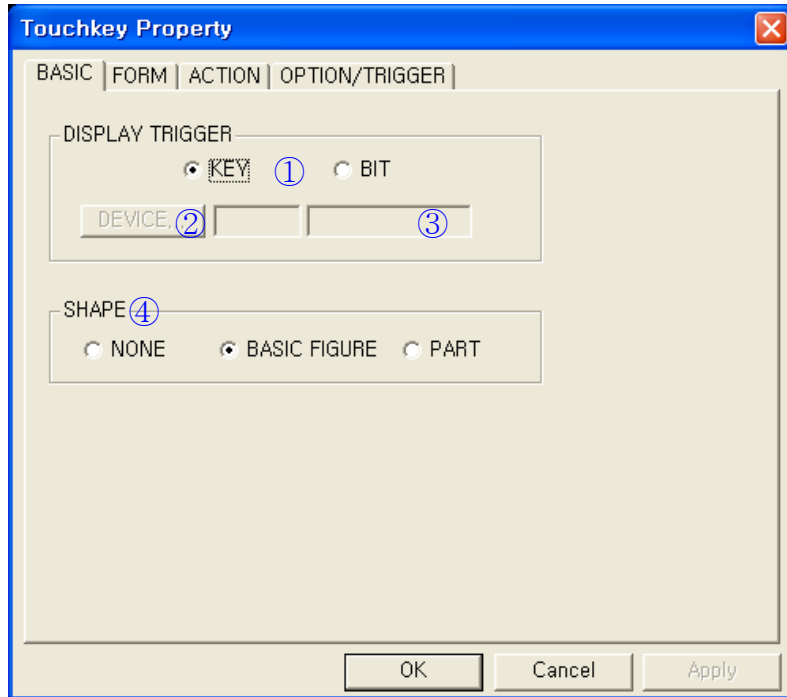 Touchkey Property
BASIC FORM ACTION OPTION/TRIGGER
DISPLAY TRIGGER
KEY ① BIT
DEVICE, ② ③
SHAPE ④
NONE BASIC FIGURE PART
OK Cancel Apply